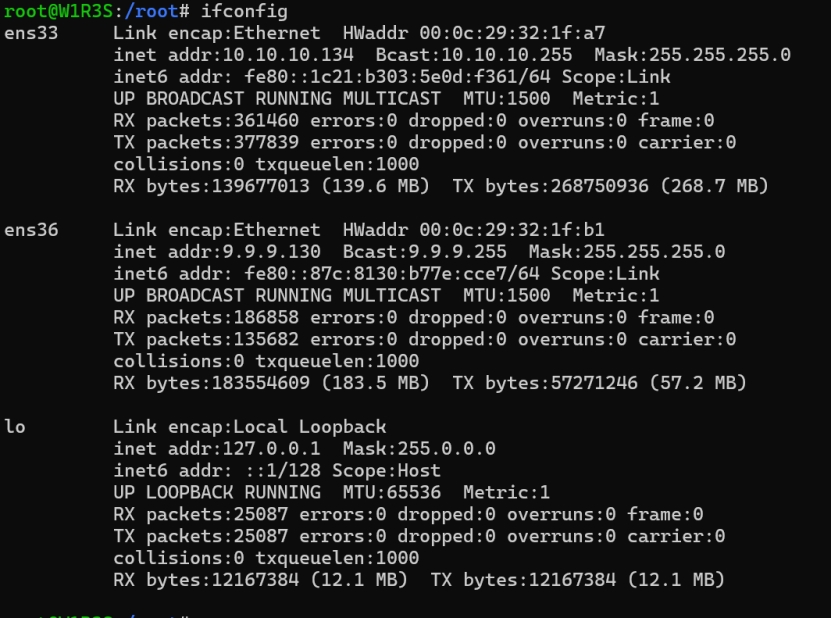 root@W1R3S:/root# ifconfig
ens33     Link encap:Ethernet  HWaddr 00:0c:29:32:1f:a7
          inet addr:10.10.10.134  Bcast:10.10.10.255  Mask:255.255.255.0
          inet6 addr: fe80::1c21:b303:5e0d:f361/64 Scope:Link
          UP BROADCAST RUNNING MULTICAST  MTU:1500  Metric:1
          RX packets:361460 errors:0 dropped:0 overruns:0 frame:0
          TX packets:377839 errors:0 dropped:0 overruns:0 carrier:0
          collisions:0 txqueuelen:1000
          RX bytes:139677013 (139.6 MB)  TX bytes:268750936 (268.7 MB)

ens36     Link encap:Ethernet  HWaddr 00:0c:29:32:1f:b1
          inet addr:9.9.9.130  Bcast:9.9.9.255  Mask:255.255.255.0
          inet6 addr: fe80::87c:8130:b77e:cce7/64 Scope:Link
          UP BROADCAST RUNNING MULTICAST  MTU:1500  Metric:1
          RX packets:186858 errors:0 dropped:0 overruns:0 frame:0
          TX packets:135682 errors:0 dropped:0 overruns:0 carrier:0
          collisions:0 txqueuelen:1000
          RX bytes:183554609 (183.5 MB)  TX bytes:57271246 (57.2 MB)

lo        Link encap:Local Loopback
          inet addr:127.0.0.1  Mask:255.0.0.0
          inet6 addr: ::1/128 Scope:Host
          UP LOOPBACK RUNNING  MTU:65536  Metric:1
          RX packets:25087 errors:0 dropped:0 overruns:0 frame:0
          TX packets:25087 errors:0 dropped:0 overruns:0 carrier:0
          collisions:0 txqueuelen:1000
          RX bytes:12167384 (12.1 MB)  TX bytes:12167384 (12.1 MB)